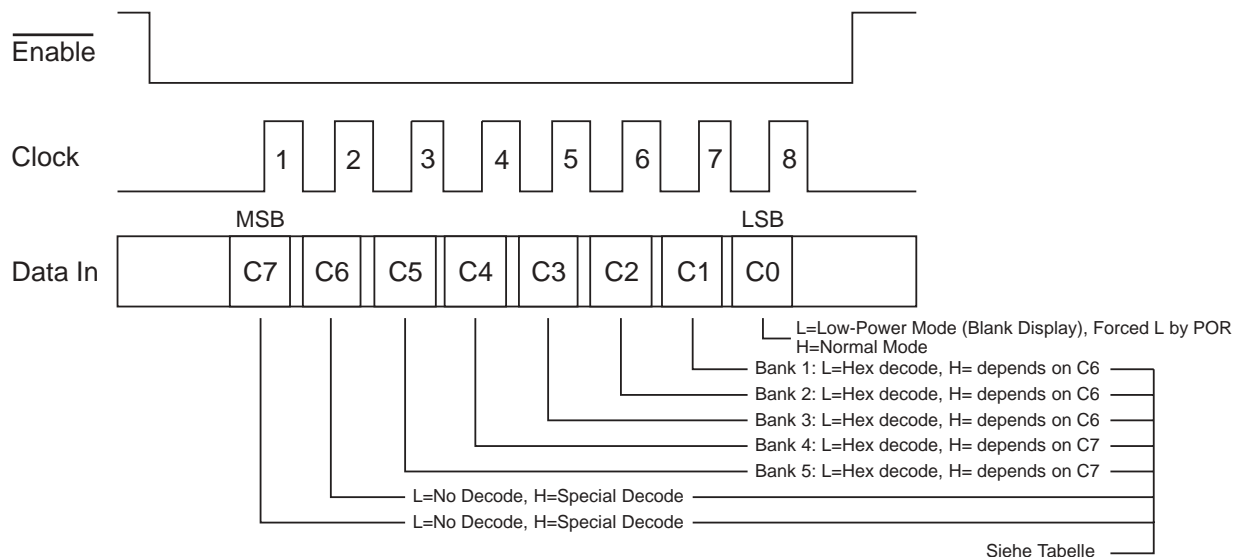 Enable
Clock
1 2 3 4 5 6 7 8
MSB LSB
Data In C7 C6 C5 C4 C3 C2 C1 C0
L=Low-Power Mode (Blank Display), Forced L by POR
H=Normal Mode
Bank 1: L=Hex decode, H= depends on C6
Bank 2: L=Hex decode, H= depends on C6
Bank 3: L=Hex decode, H= depends on C6
Bank 4: L=Hex decode, H= depends on C7
Bank 5: L=Hex decode, H= depends on C7
L=No Decode, H=Special Decode
L=No Decode, H=Special Decode
Siehe Tabelle